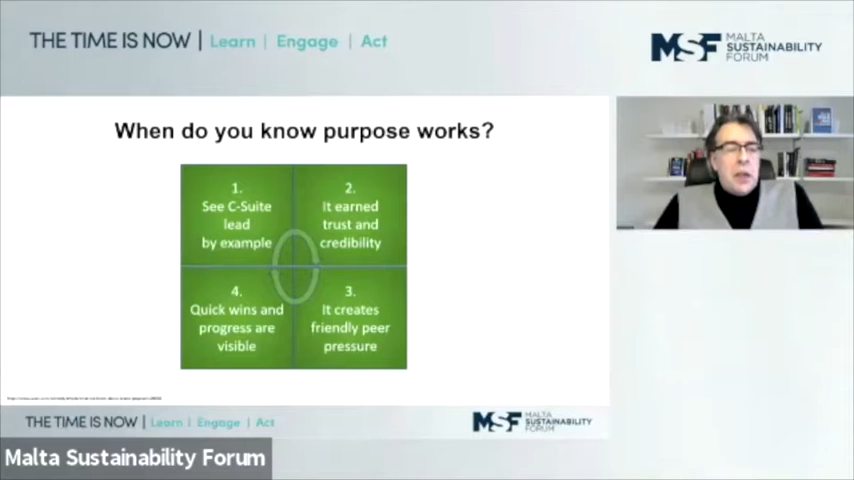 THE TIME IS NOW | Learn | Engage | Act
MSF MALTA
SUSTAINABILITY
FORUM
When do you know purpose works?
1.
See C-Suite
lead
by example
2.
It earned
trust and
credibility
4.
Quick wins and
progress are
visible
3.
It creates
friendly peer
pressure
THE TIME IS NOW | Learn | Engage | Act
MSF MALTA
SUSTAINABILITY
FORUM
Malta Sustainability Forum